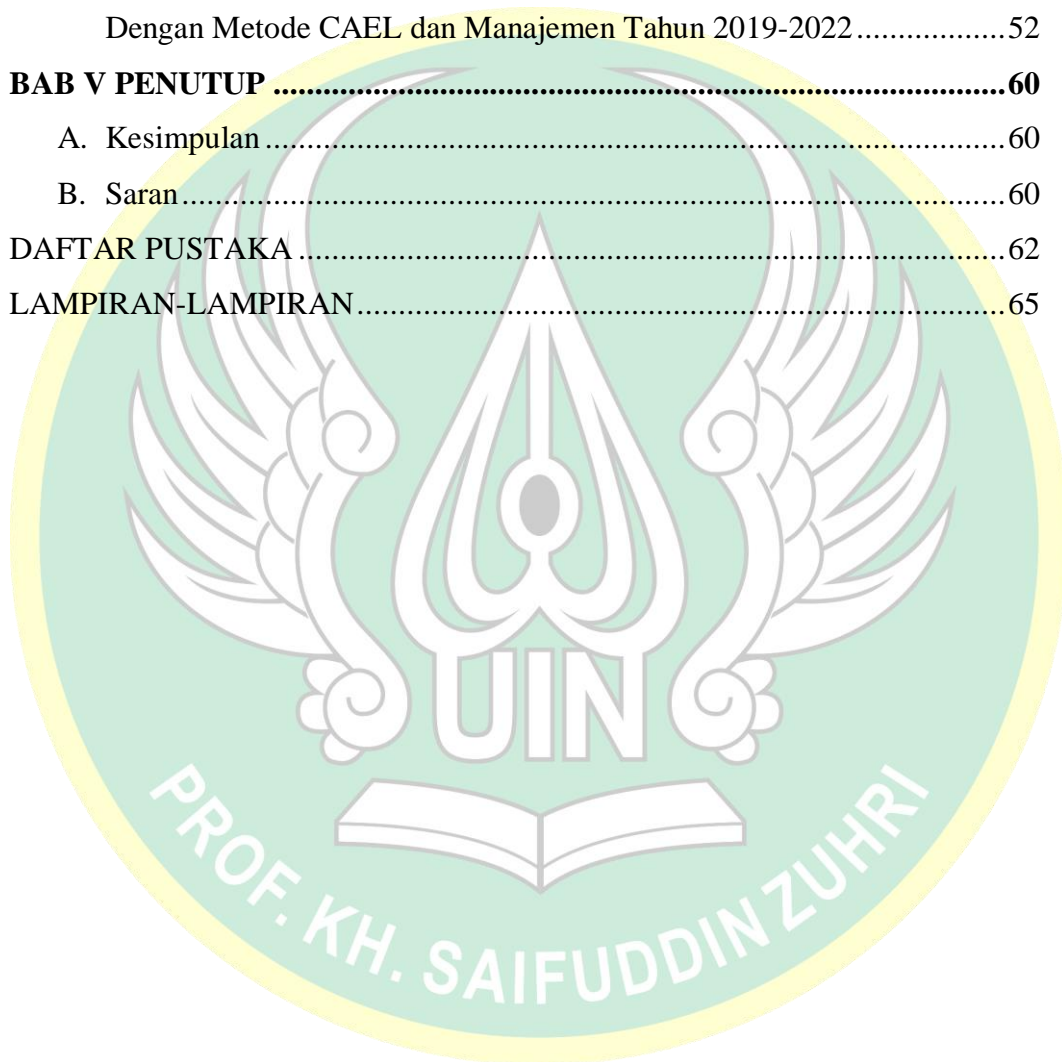 Dengan Metode CAEL dan Manajemen Tahun 2019-2022..................52
BAB V PENUTUP ...........................................................................................60
A. Kesimpulan............................................................................................60
B. Saran.......................................................................................................60
DAFTAR PUSTAKA ........................................................................................62
LAMPIRAN-LAMPIRAN.................................................................................65
UIN
PROF. KH. SAIFUDDIN ZUHRI